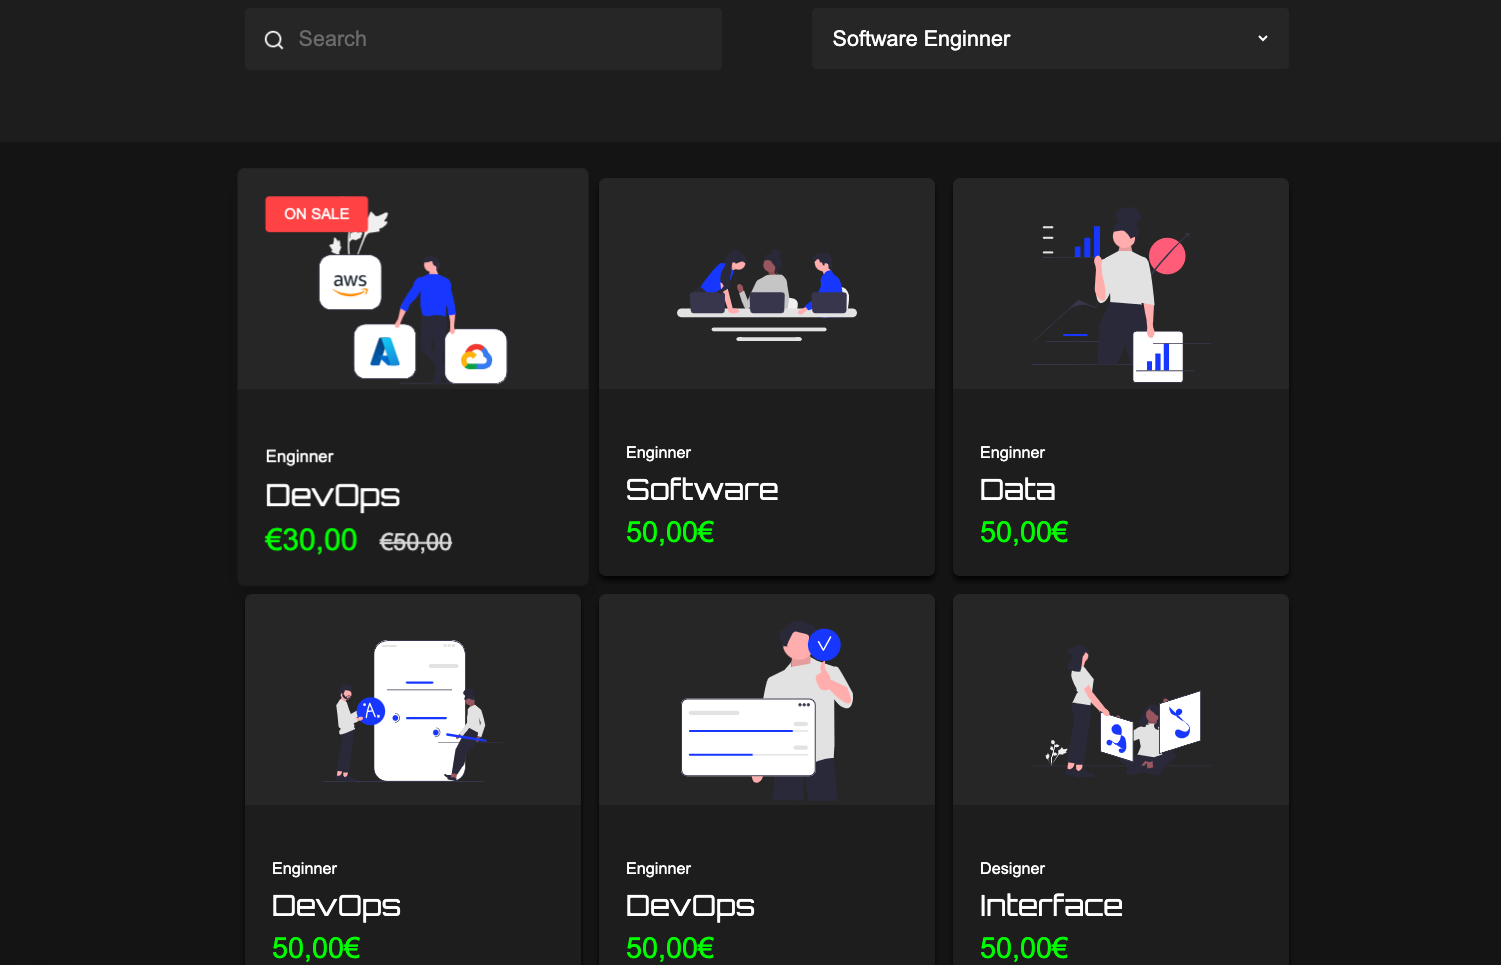 Search
Software Enginner
ON SALE
aws
Enginner
DevOps
€30,00 €50,00
Enginner
Software
50,00€
Enginner
Data
50,00€
A.
Enginner
DevOps
50,00€
Enginner
DevOps
50,00€
Designer
Interface
50,00€